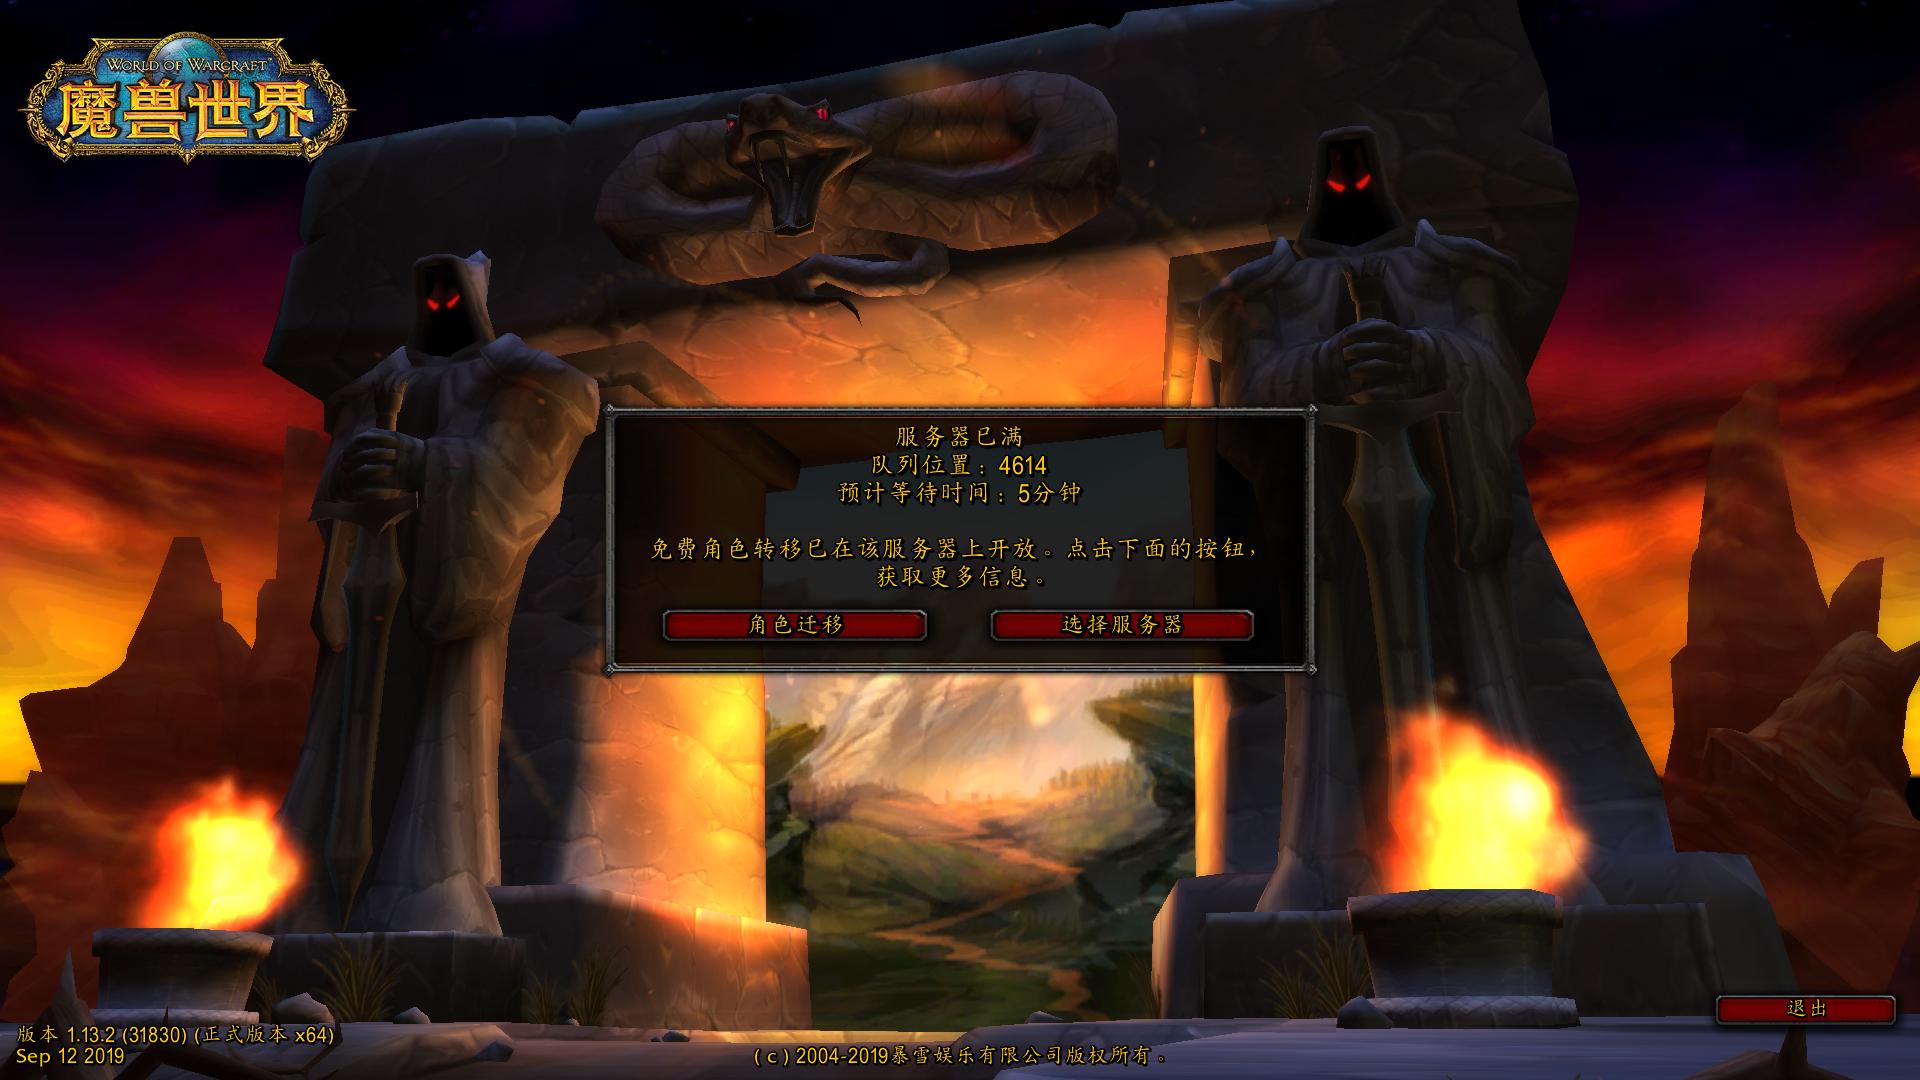 WORLD OF WARCRAFT
魔兽世界
服务器已满
队列位置：4614
预计等待时间：5分钟
免费角色转移已在该服务器上开放。点击下面的按钮，
获取更多信息。
角色迁移
选择服务器
退出
版本 1.13.2 (31830) (正式版本 x64)
Sep 12 2019
(c) 2004-2019暴雪娱乐有限公司版权所有。